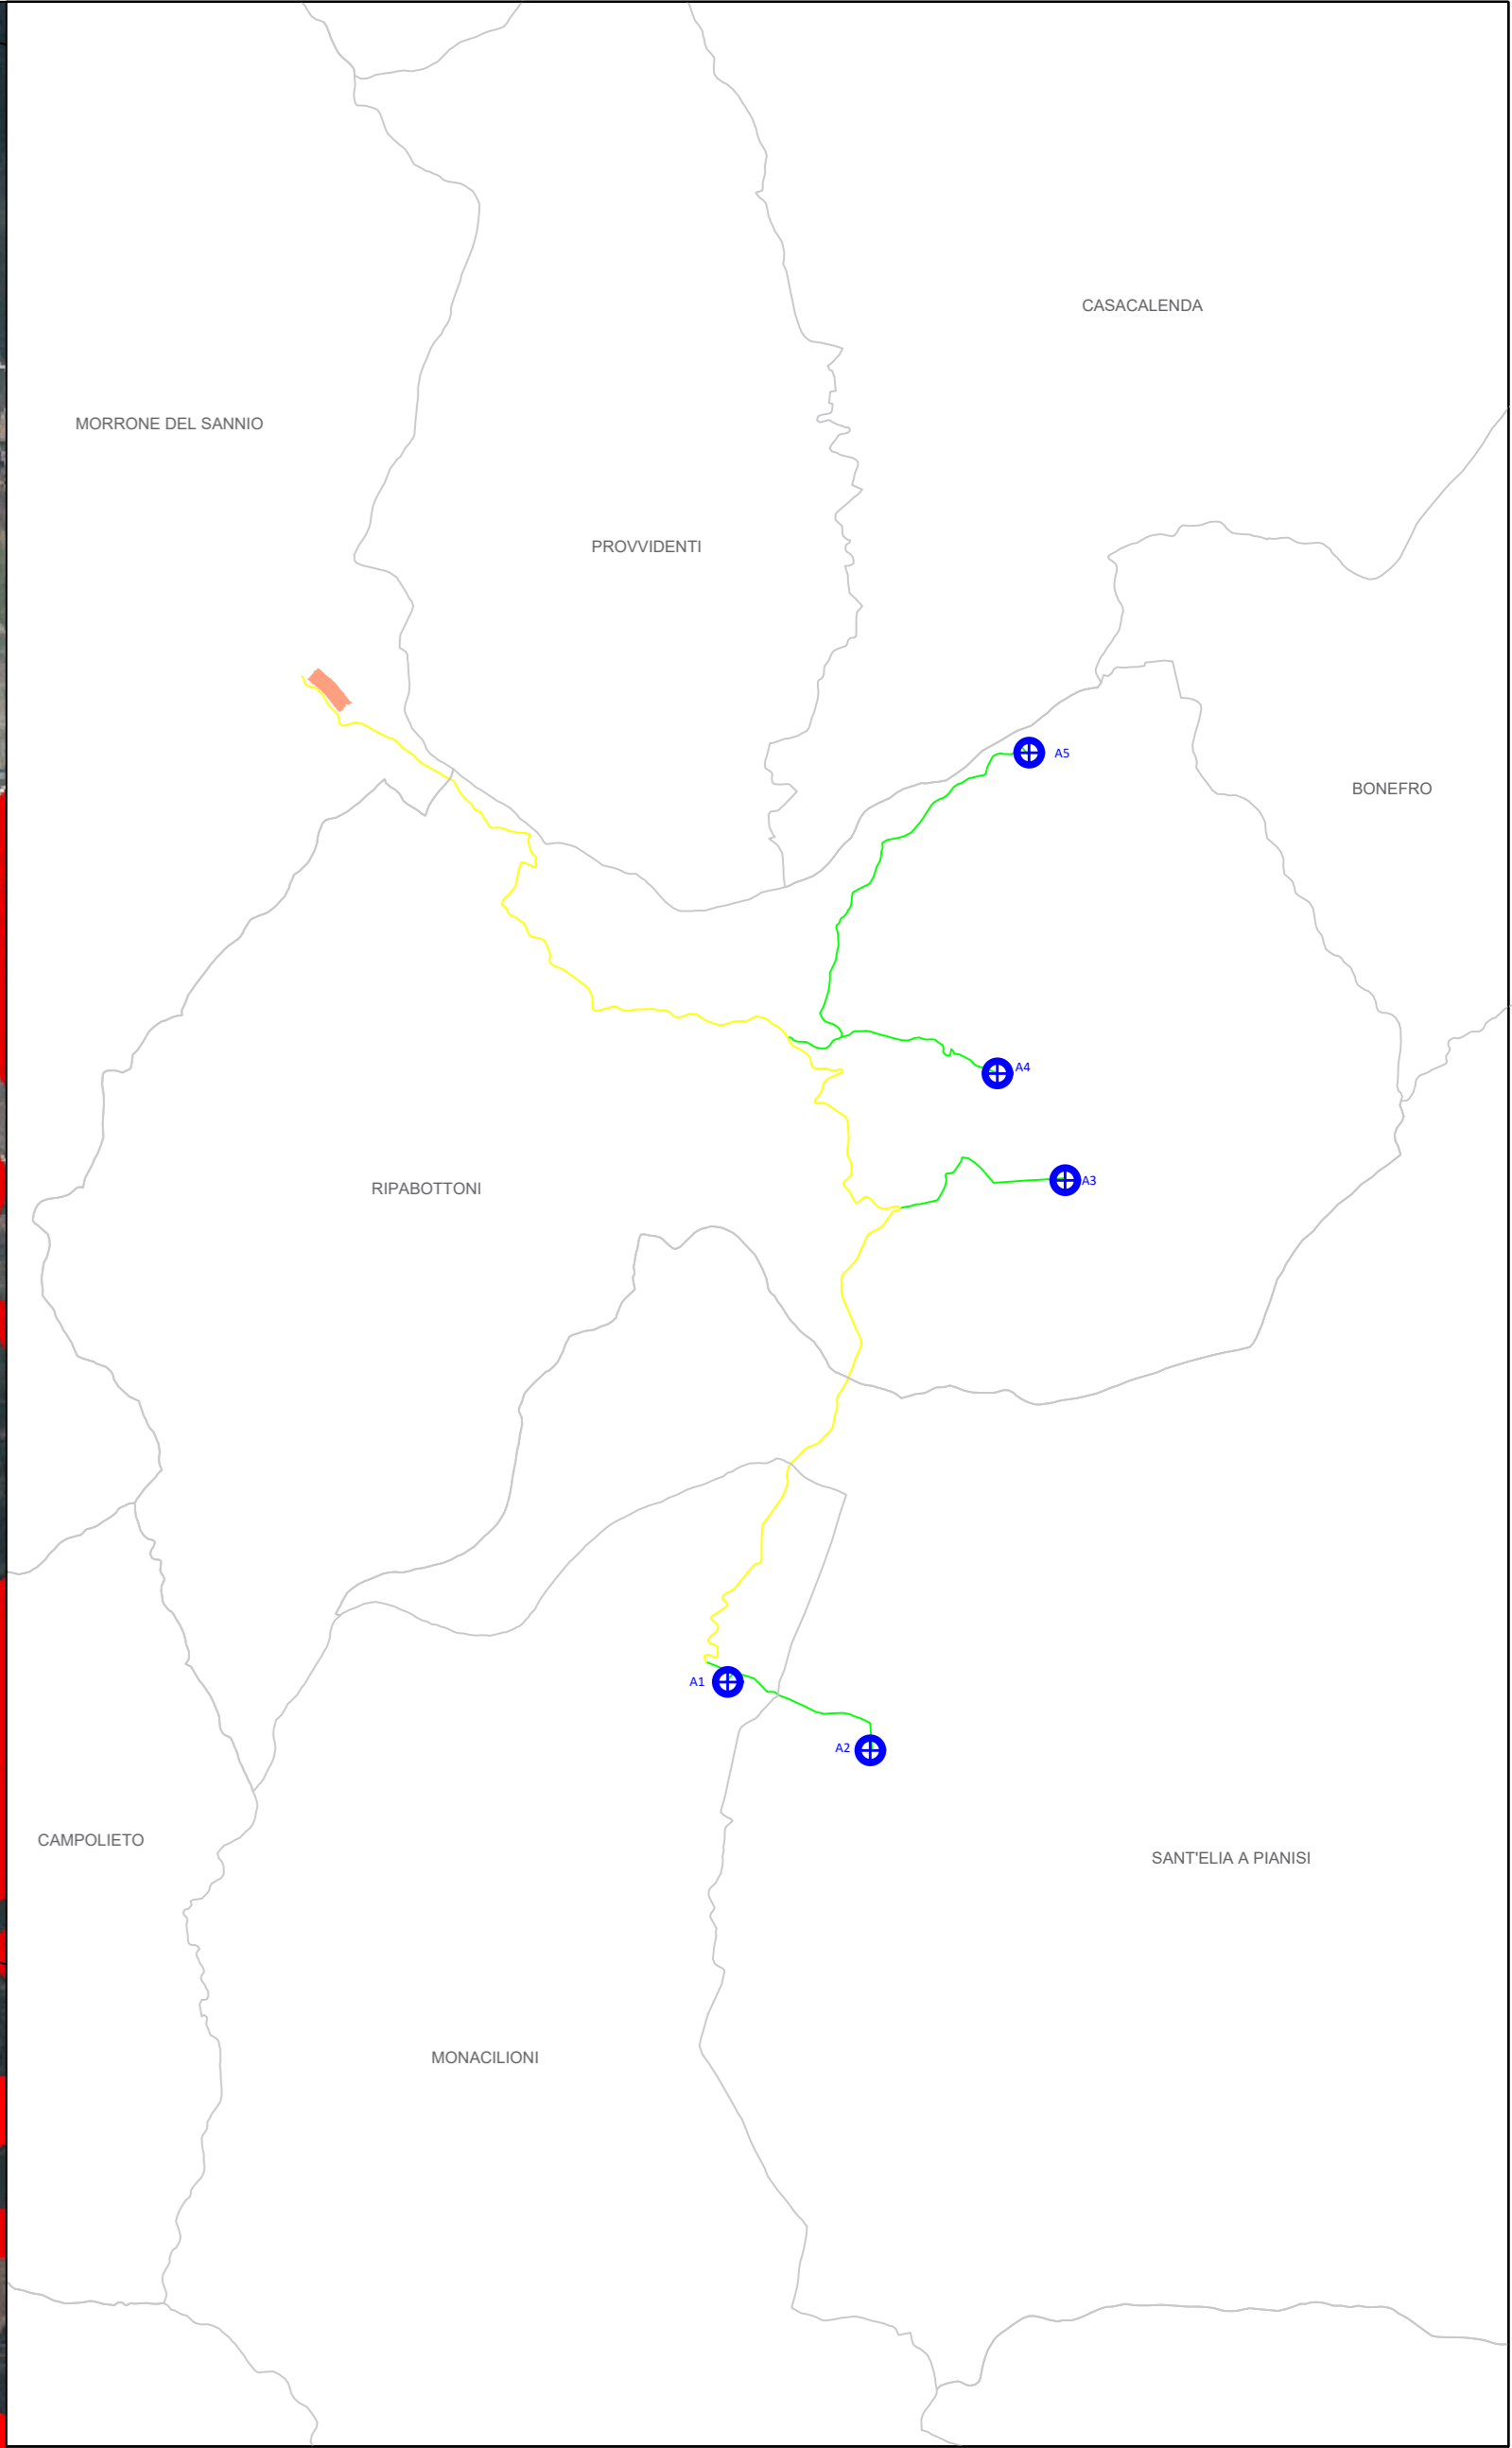 CASACALENDA
MORRONE DEL SANNIO
PROVVIDENTI
A5
BONEFRO
A4
A3
RIPABOTTONI
A1
A2
CAMPOLIETO
SANT'ELIA A PIANISI
MONACILIONI